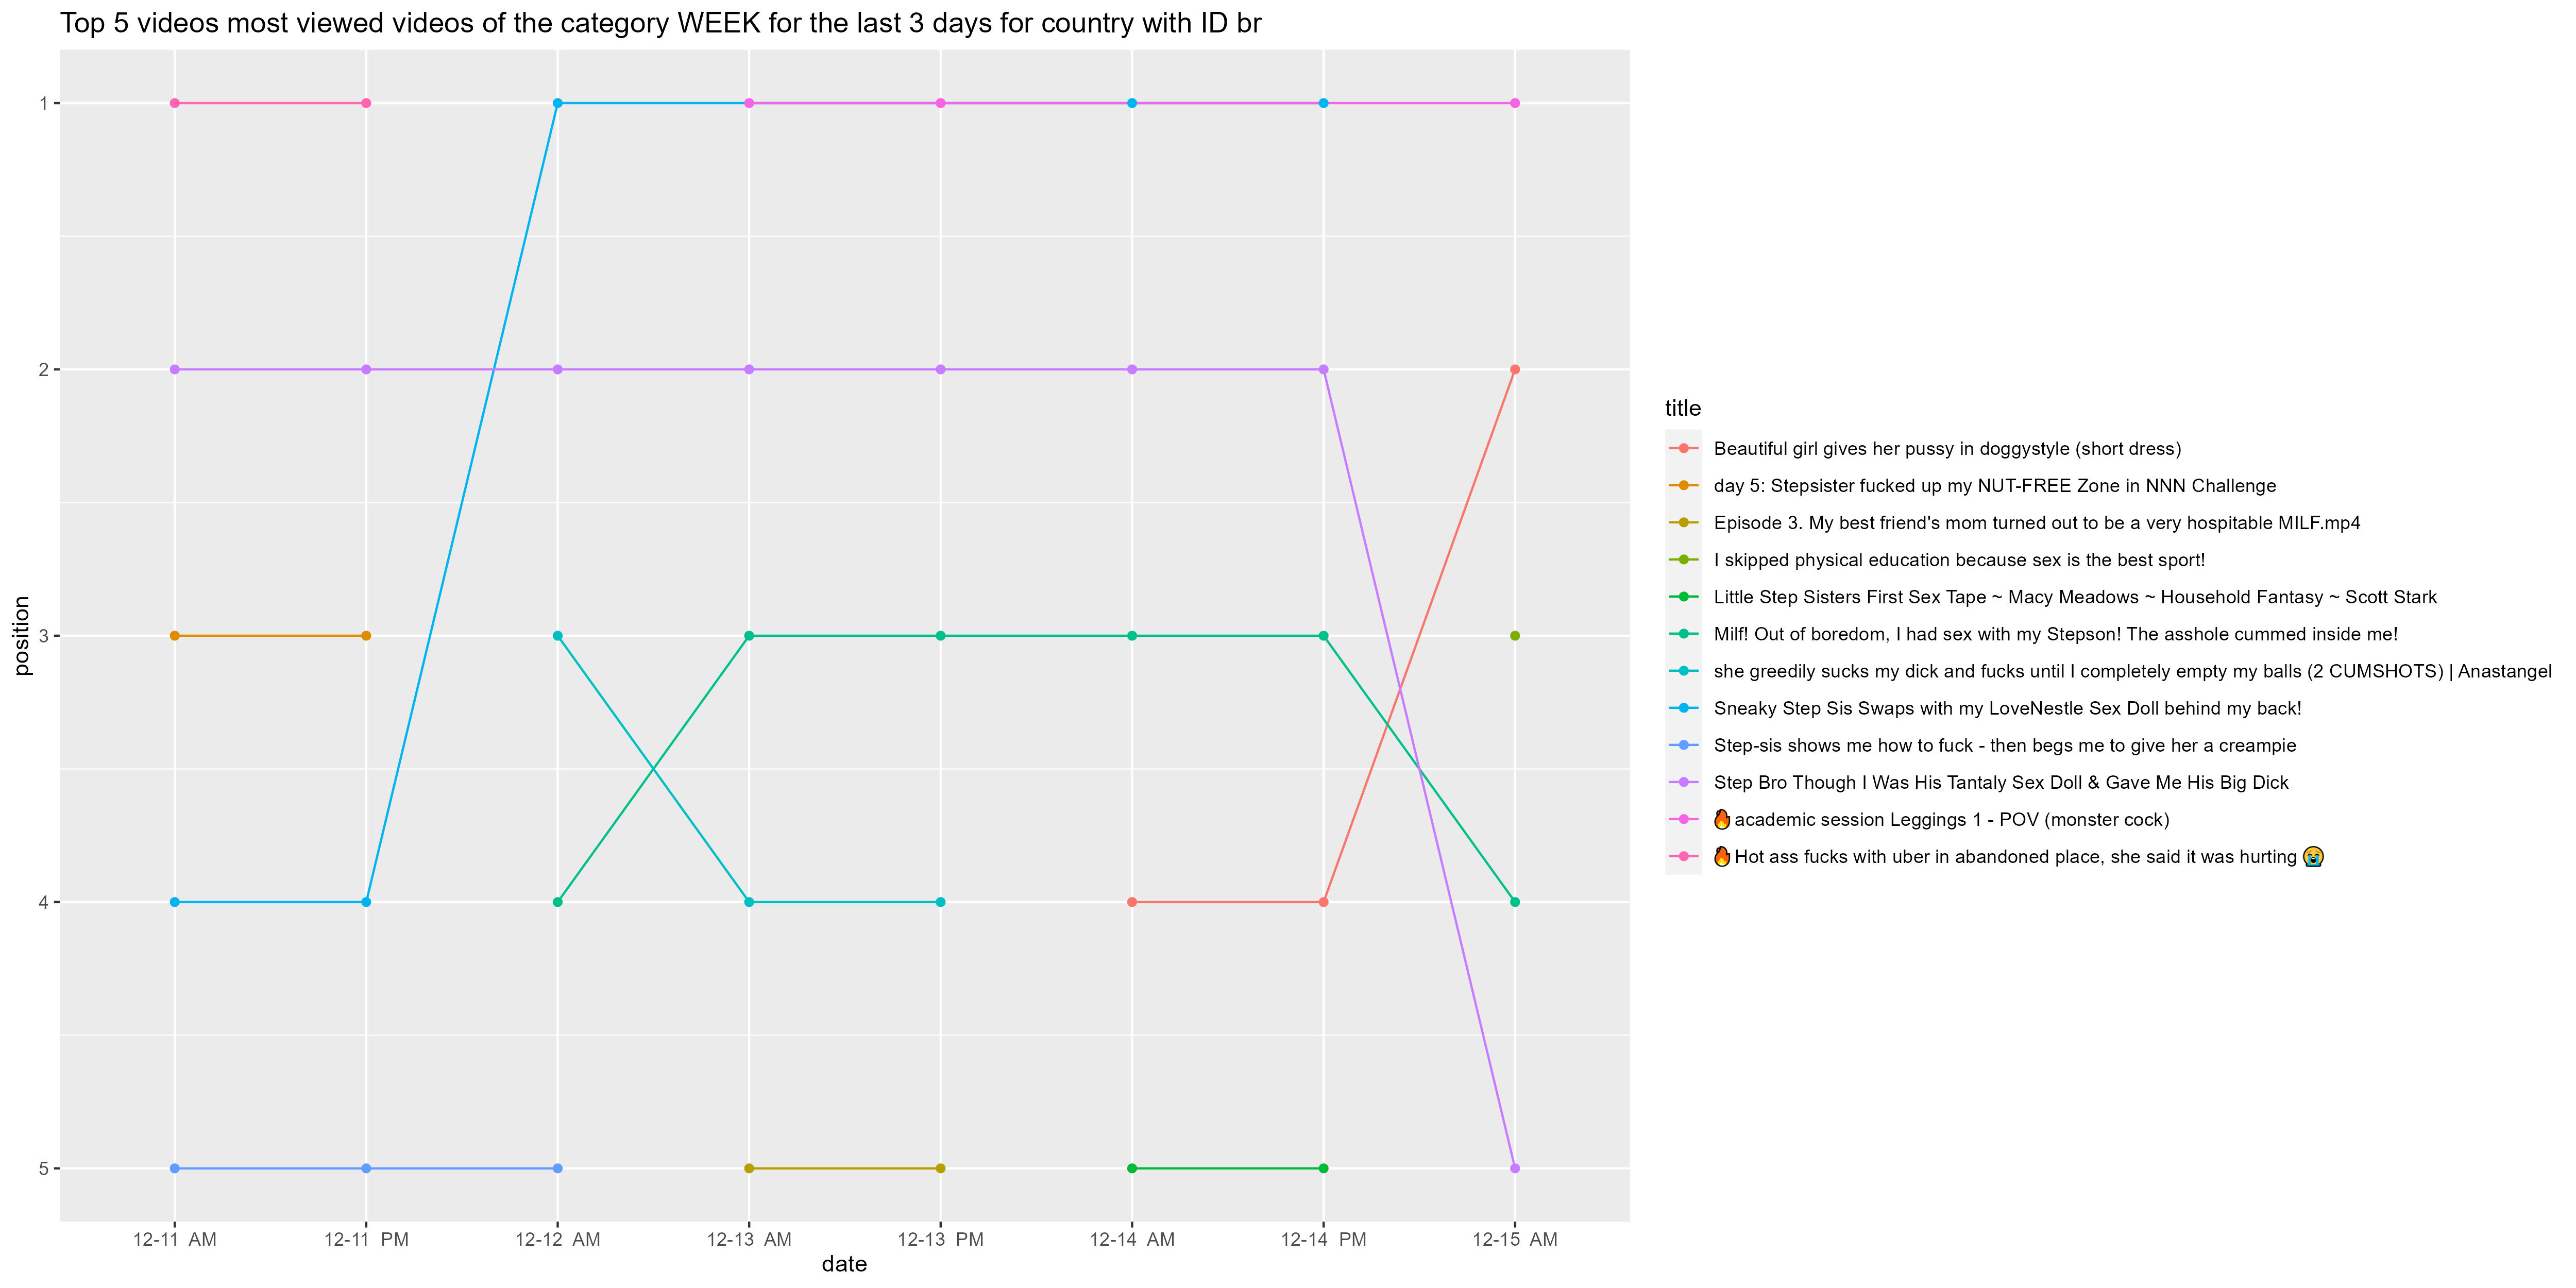 Top 5 videos most viewed videos of the category WEEK for the last 3 days for country with ID br
1
2
3
4
5
position
12-11 AM
12-11 PM
12-12 AM
12-13 AM
12-13 PM
12-14 AM
12-14 PM
12-15 AM
date
title
Beautiful girl gives her pussy in doggystyle (short dress)
day 5: Stepsister fucked up my NUT-FREE Zone in NNN Challenge
Episode 3. My best friend's mom turned out to be a very hospitable MILF.mp4
I skipped physical education because sex is the best sport!
Little Step Sisters First Sex Tape ~ Macy Meadows ~ Household Fantasy ~ Scott Stark
Milf! Out of boredom, I had sex with my Stepson! The asshole cummed inside me!
she greedily sucks my dick and fucks until I completely empty my balls (2 CUMSHOTS) | Anastangel
Sneaky Step Sis Swaps with my LoveNestle Sex Doll behind my back!
Step-sis shows me how to fuck - then begs me to give her a creampie
Step Bro Though I Was His Tantaly Sex Doll & Gave Me His Big Dick
🔥 academic session Leggings 1 - POV (monster cock)
🔥 Hot ass fucks with uber in abandoned place, she said it was hurting 😭